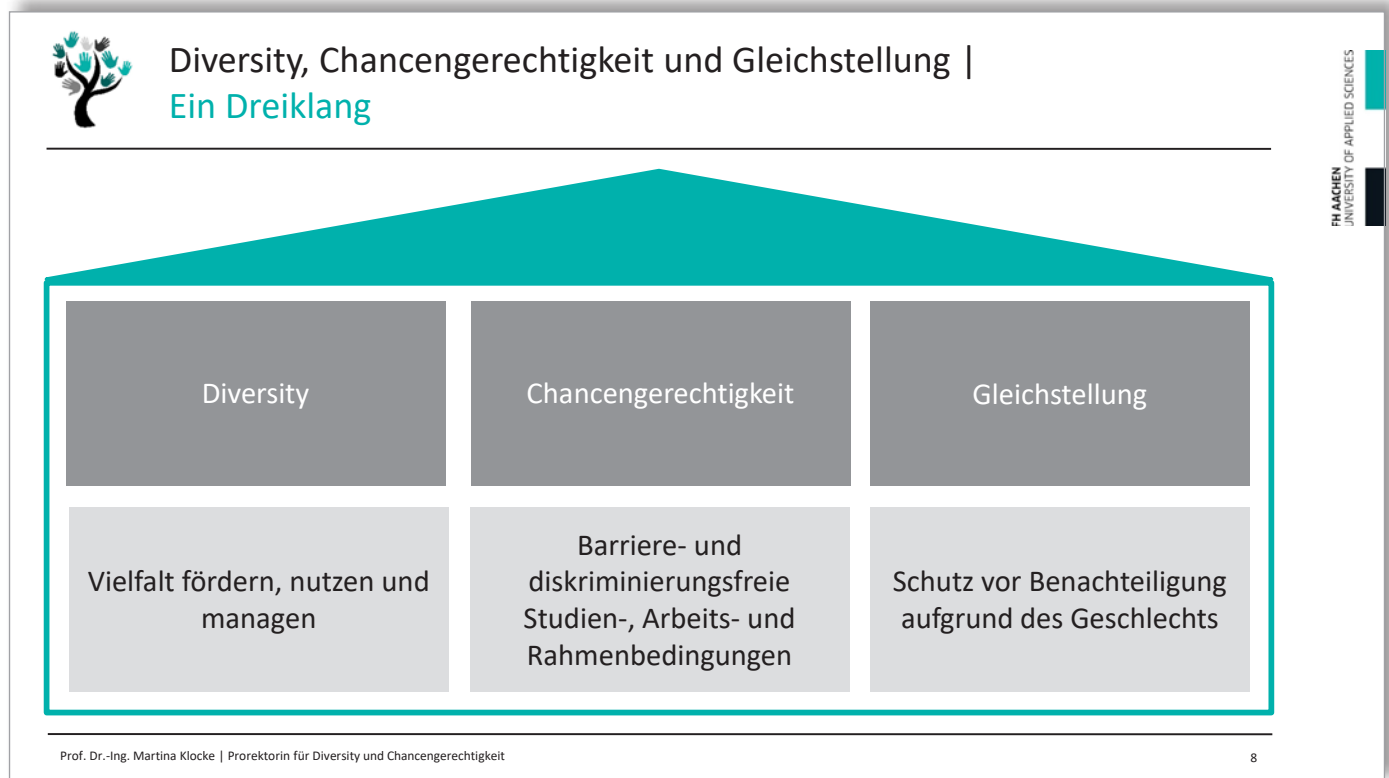 Diversity, Chancengerechtigkeit und Gleichstellung |
Ein Dreiklang
FH AACHEN
UNIVERSITY OF APPLIED SCIENCES
Diversity
Chancengerechtigkeit
Gleichstellung
Vielfalt fördern, nutzen und
managen
Barriere- und
diskriminierungsfreie
Studien-, Arbeits- und
Rahmenbedingungen
Schutz vor Benachteiligung
aufgrund des Geschlechts
Prof. Dr.-Ing. Martina Klocke | Prorektorin für Diversity und Chancengerechtigkeit
8